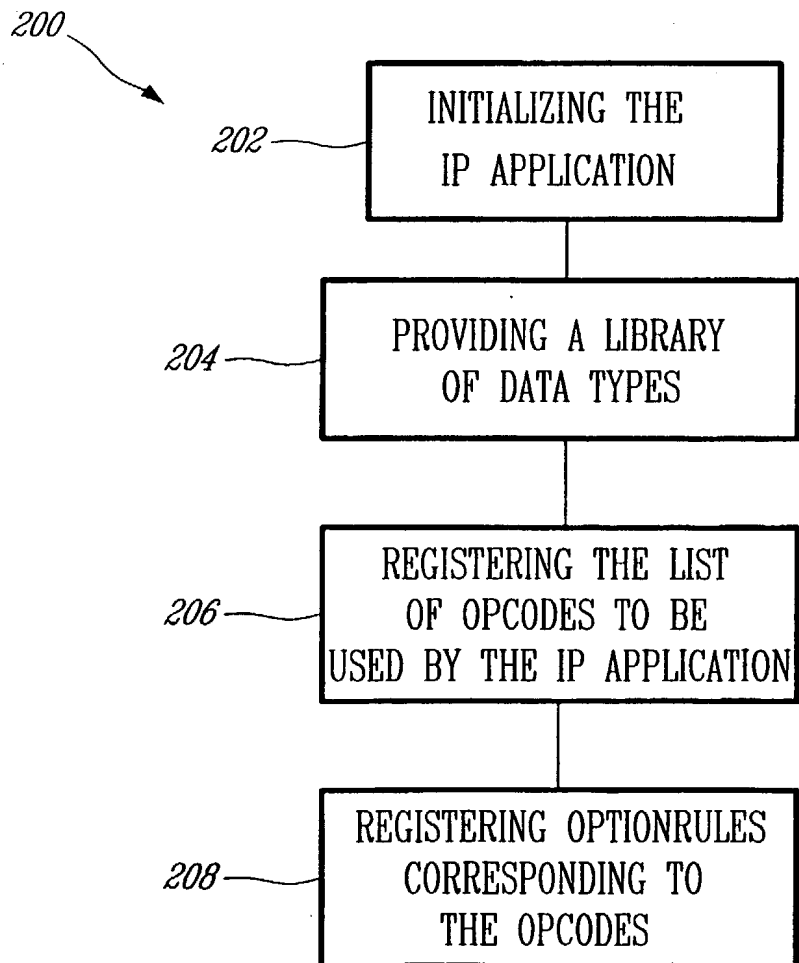 200
202
INITIALIZING THE
IP APPLICATION
204
PROVIDING A LIBRARY
OF DATA TYPES
206
REGISTERING THE LIST
OF OPCODES TO BE
USED BY THE IP APPLICATION
208
REGISTERING OPTIONRULES
CORRESPONDING TO
THE OPCODES